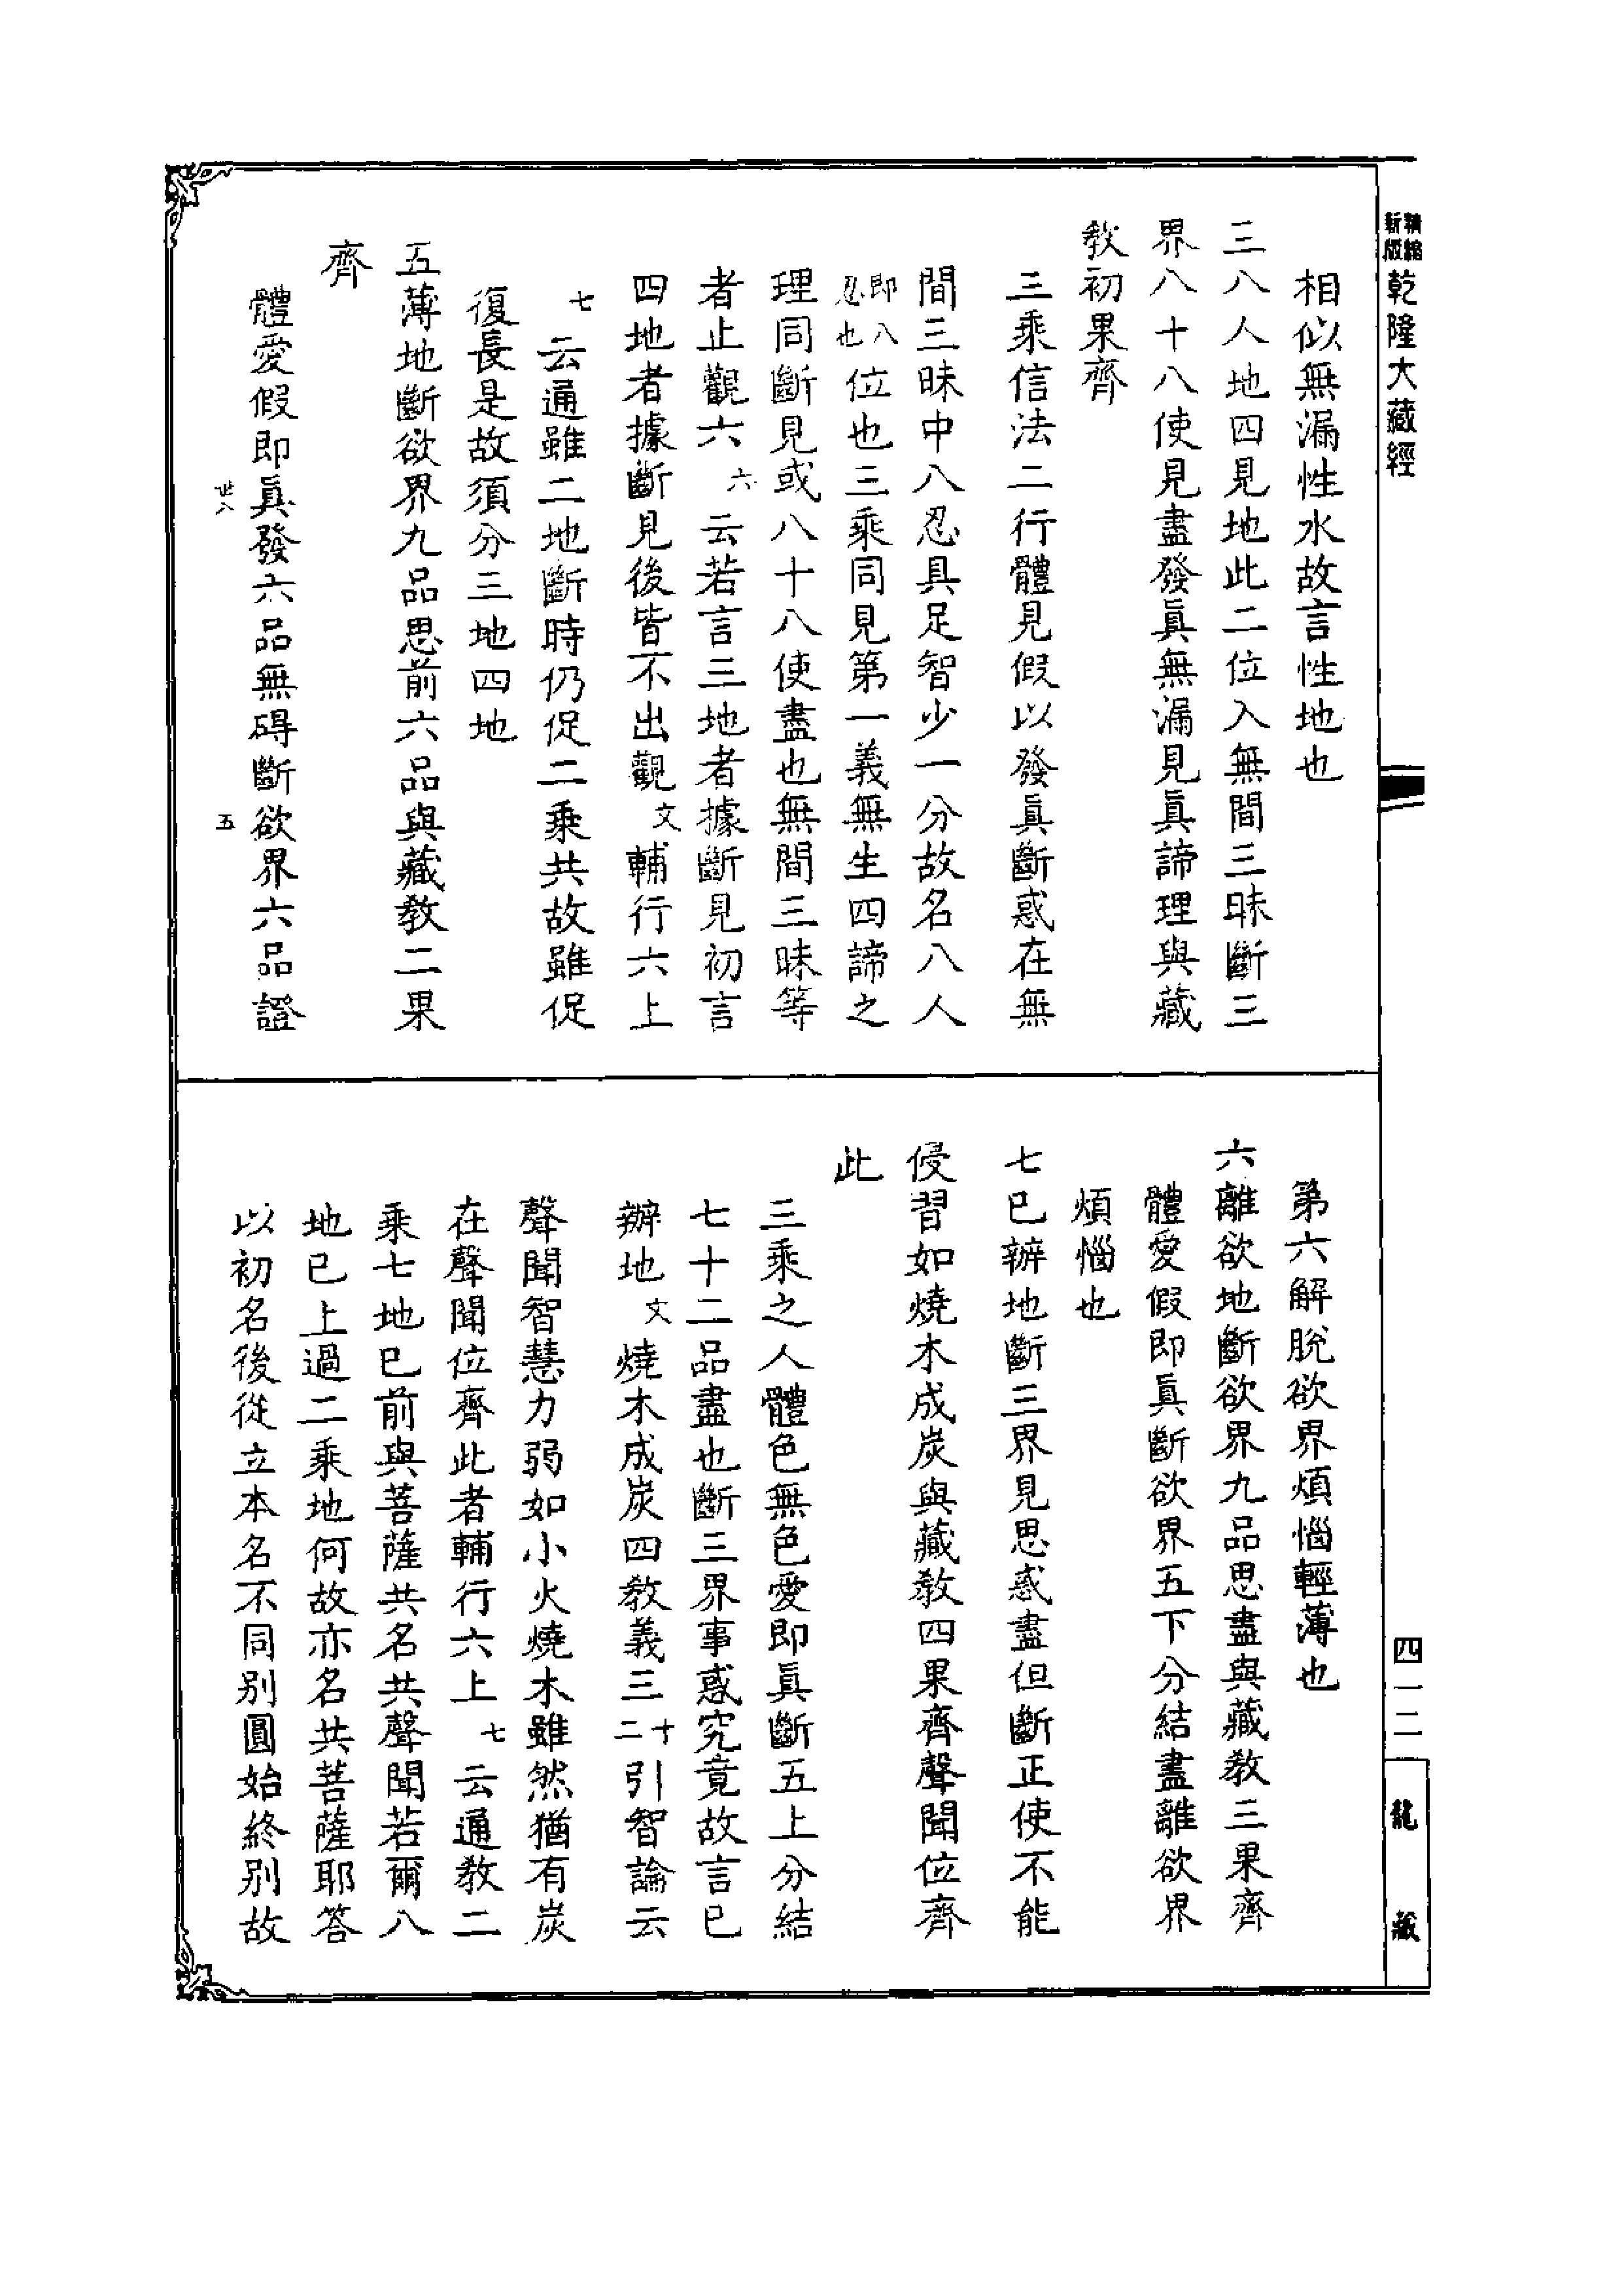 精縮新版乾隆大藏經
相似無漏性水故言性地也
三八人地四見地此二位入無間三昧斷三
界八十八使見盡發眞無漏見眞諦理與藏
教初果齊
三乘信法二行體見假以發眞斷惑在無
間三昧中八忍具足智少一分故名八人
即八忍也位也三乘同見第一義無生四諦之
理同斷見或八十八使盡也無間三昧等
者止觀六六云若言三地者據斷見初言
四地者據斷見後皆不出觀文輔行六上
七云通雖二地斷時仍促二乘共故雖促
復長是故須分三地四地
五薄地斷欲界九品思前六品與藏教二果
齊
體愛假即眞發六品無碍斷欲界六品證
世八
五
第六解脫欲界煩惱輕薄也
六離欲地斷欲界九品思盡與藏教三果齊
體愛假即眞斷欲界五下分結盡離欲界
煩惱也
七巳辦地斷三界見思惑盡但斷正使不能
侵習如燒木成炭與藏教四果齊聲聞位齊
此
三乘之人體色無色愛即眞斷五上分結
七十二品盡也斷三界事惑究竟故言巳
辦地文燒木成炭四教義三十二引智論云
聲聞智慧力弱如小火燒木雖然猶有炭
在聲聞位齊此者輔行六上七云通教二
乘七地巳前與菩薩共名共聲聞若爾八
地巳上過二乘地何故亦名共菩薩耶答
以初名後從立本名不同别圓始終别故
四一二
龍藏